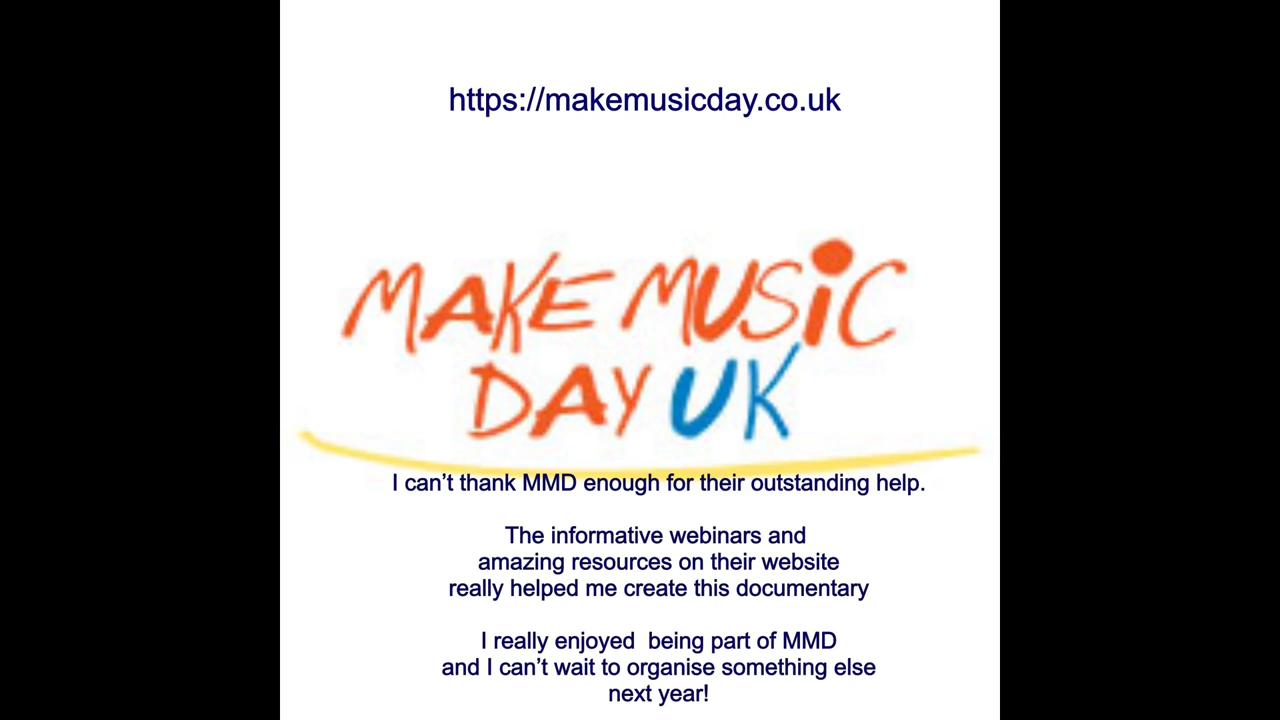 https://makemusicday.co.uk
MAKE MUSiC
DAY UK
I can’t thank MMD enough for their outstanding help.
The informative webinars and
amazing resources on their website
really helped me create this documentary
I really enjoyed  being part of MMD
and I can’t wait to organise something else
next year!